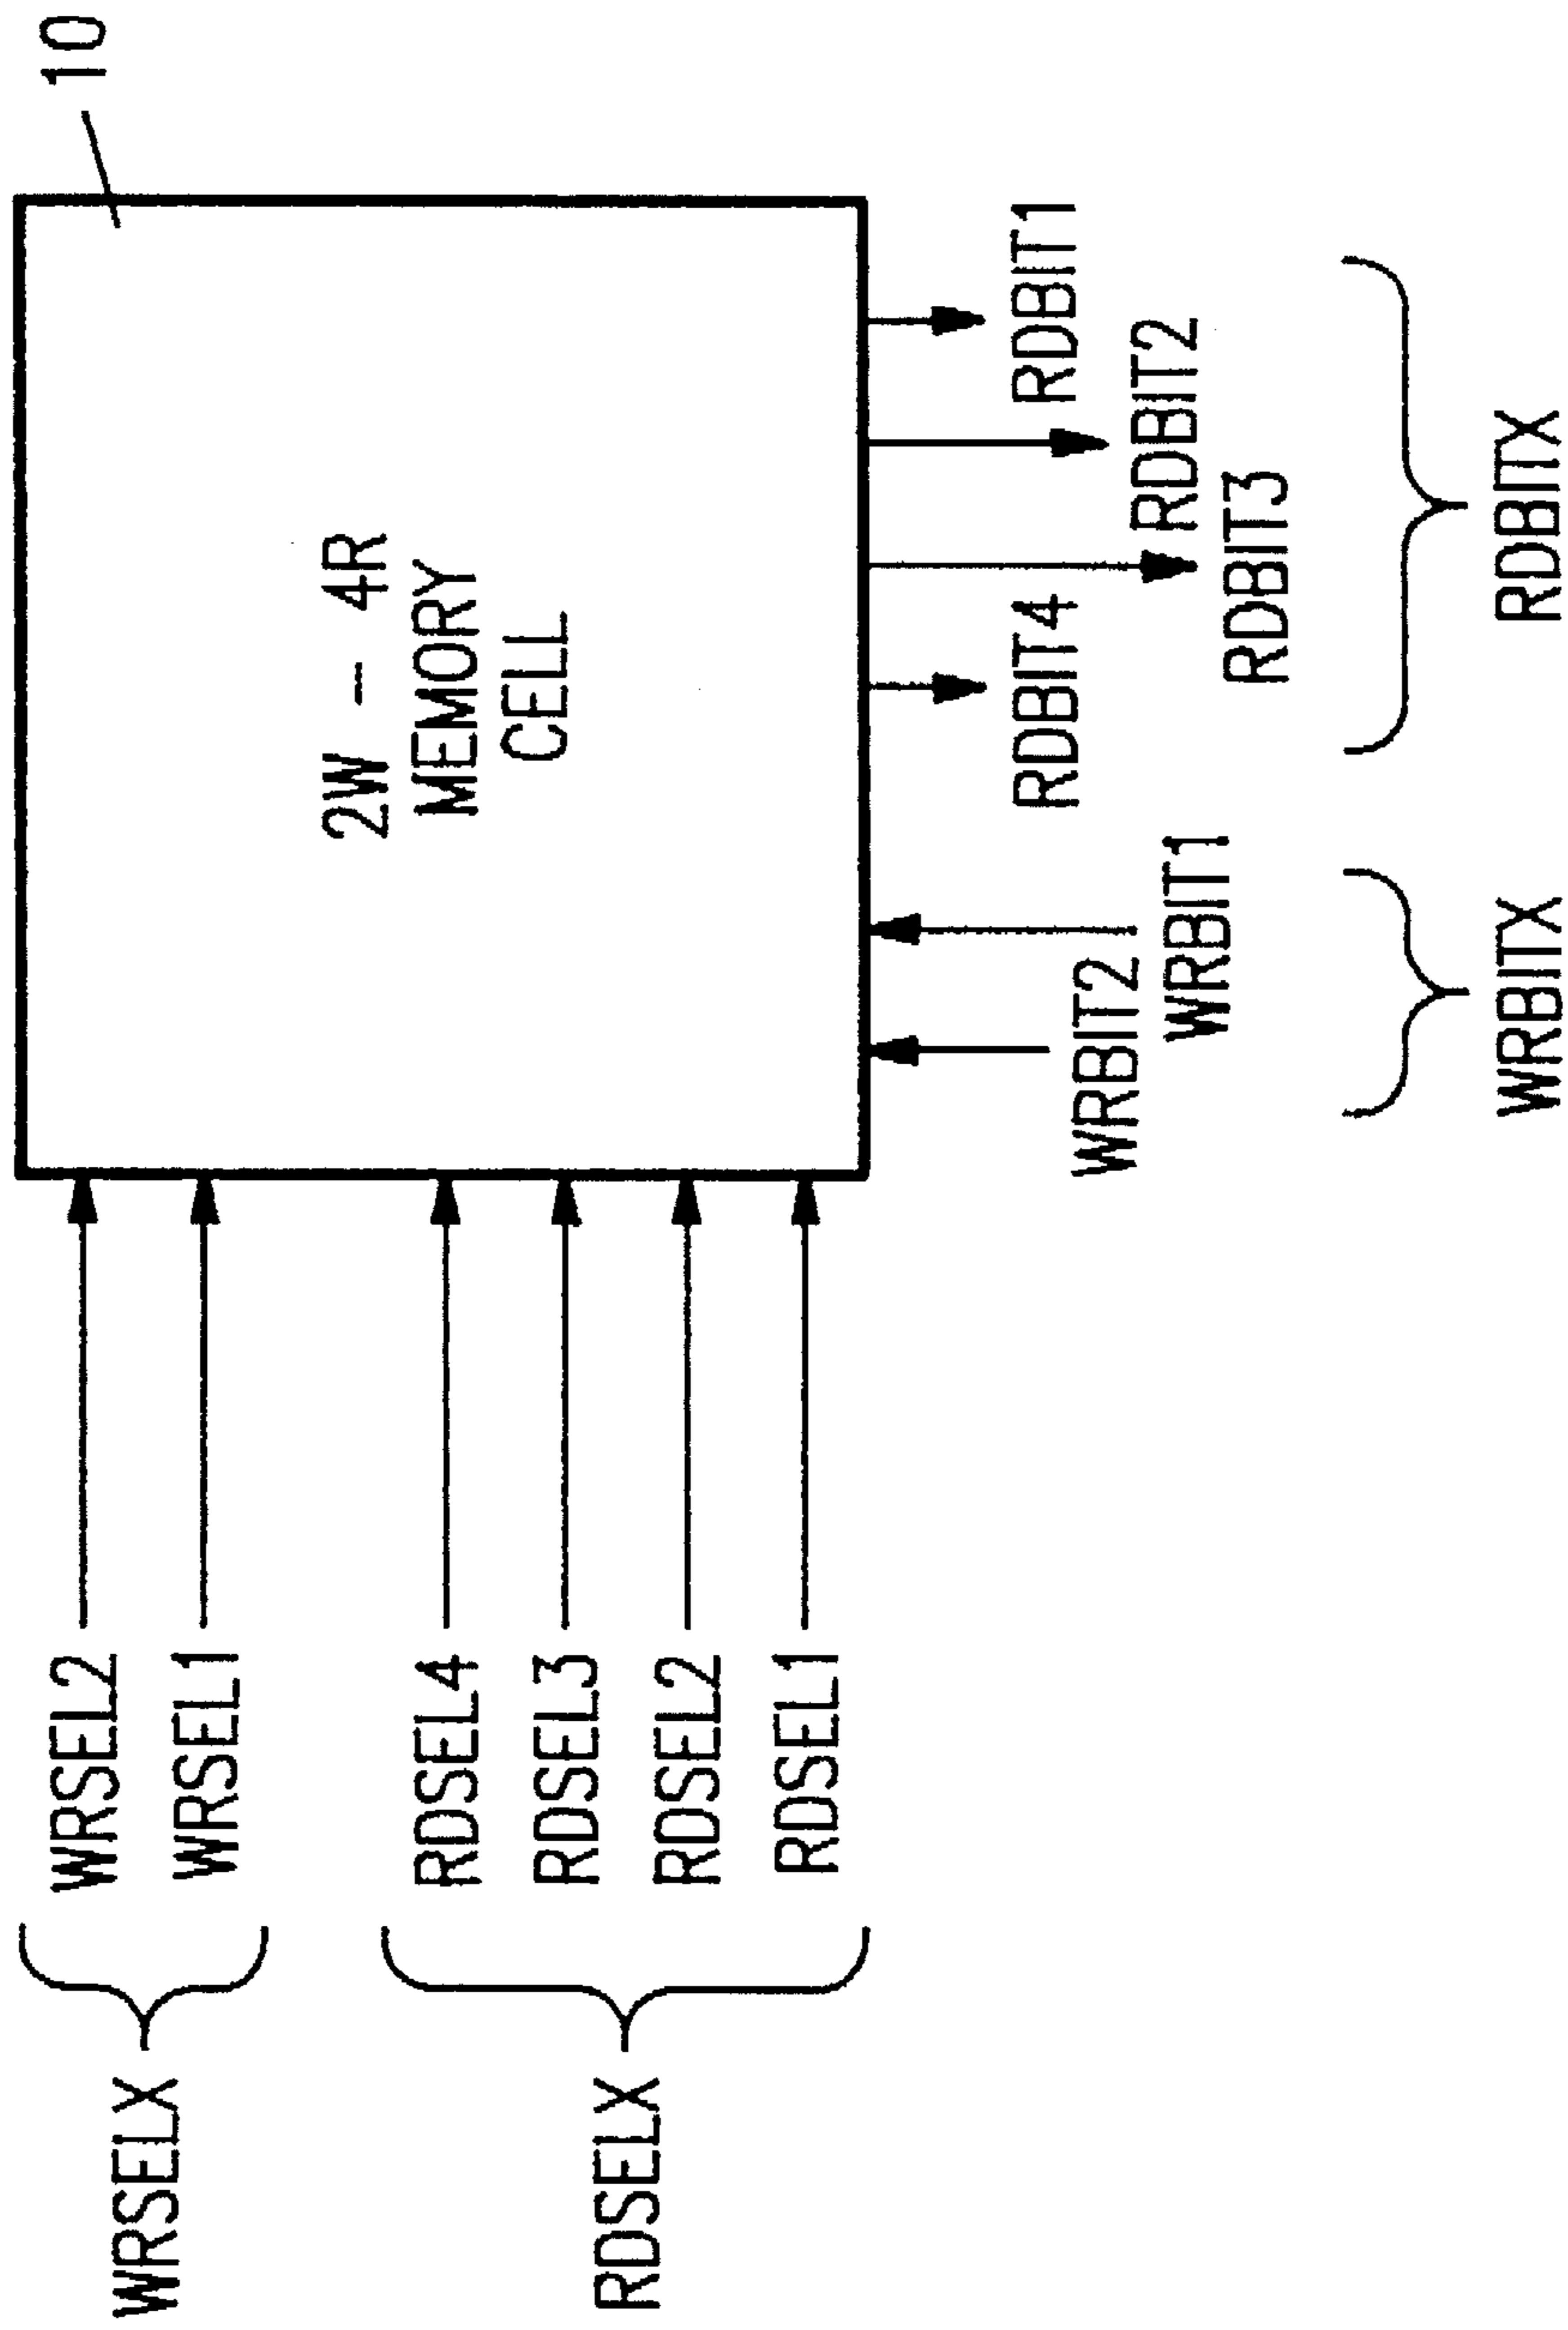 10
2W - 4R
MEMORY
CELL
WRSELX
WRSEL2
WRSEL1
RDSELX
RDSEL4
RDSEL3
RDSEL2
RDSEL1
WRBIT2
WRBIT1
RDBIT4
RDBIT3
RDBIT2
RDBIT1
WRBITX
RDBITX